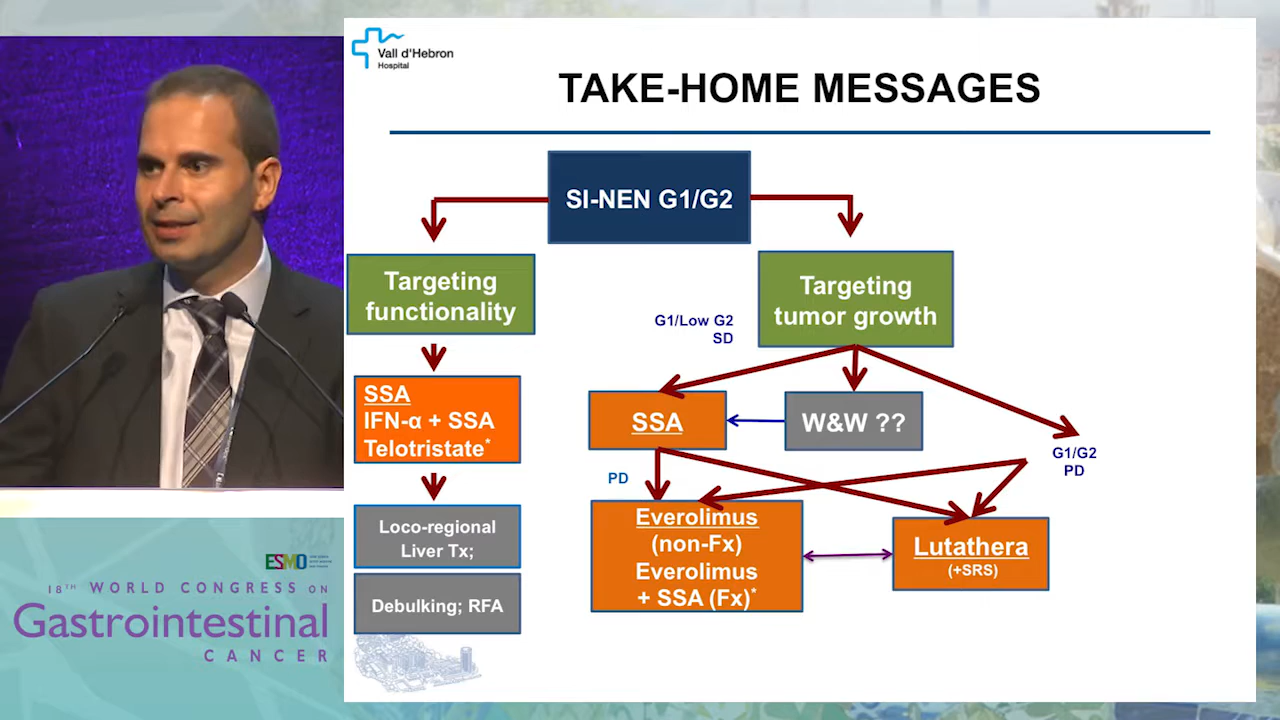 Vall d'Hebron
Hospital
TAKE-HOME MESSAGES
SI-NEN G1/G2
Targeting
functionality
SSA
IFN-α + SSA
Telotristate*
Loco-regional
Liver Tx;
Debulking; RFA
Targeting
tumor growth
G1/Low G2
SD
SSA
W&W ??
G1/G2
PD
PD
Everolimus
(non-Fx)
Everolimus
+ SSA (Fx)*
Lutathera
(+SRS)
ESMO
18TH WORLD CONGRESS ON
Gastrointestinal
CANCER